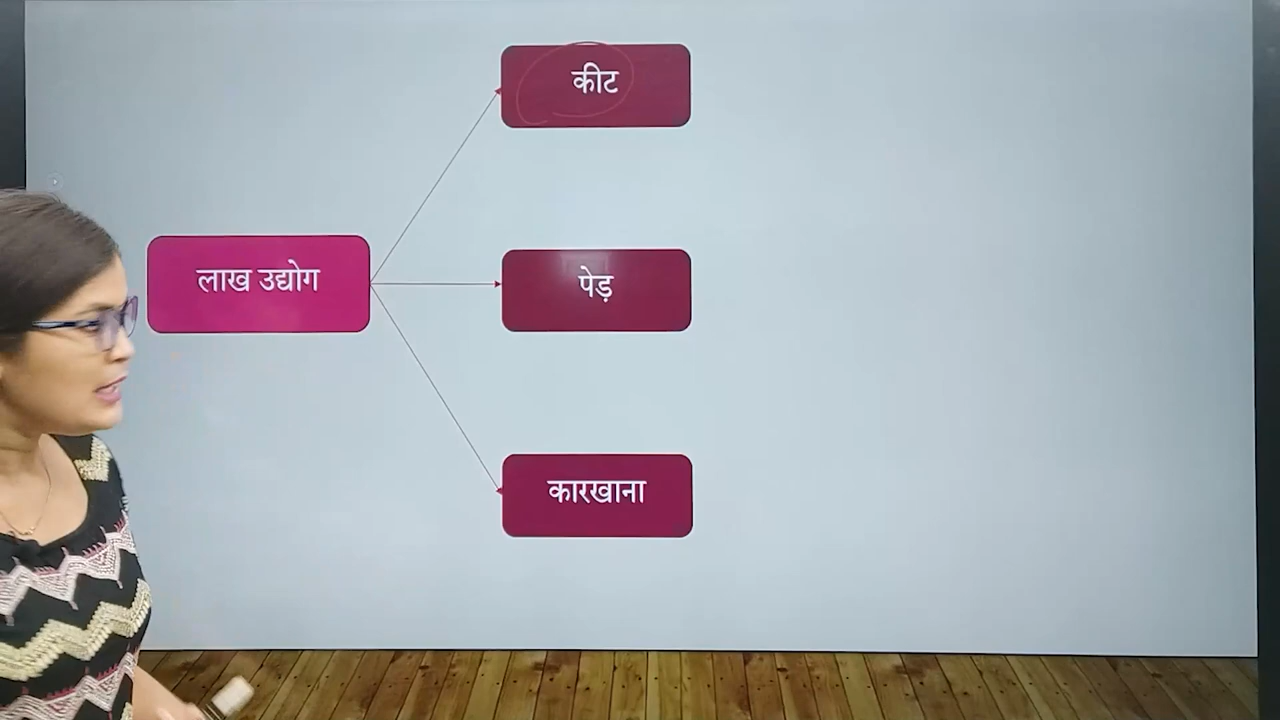 कीट
लाख उद्योग
पेड़
कारखाना